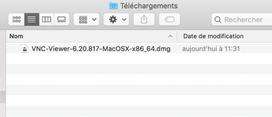 Téléchargements
Rechercher
Nom
Date de modification
VNC-Viewer-6.20.817-MacOSX-x86_64.dmg
aujourd'hui à 11:31